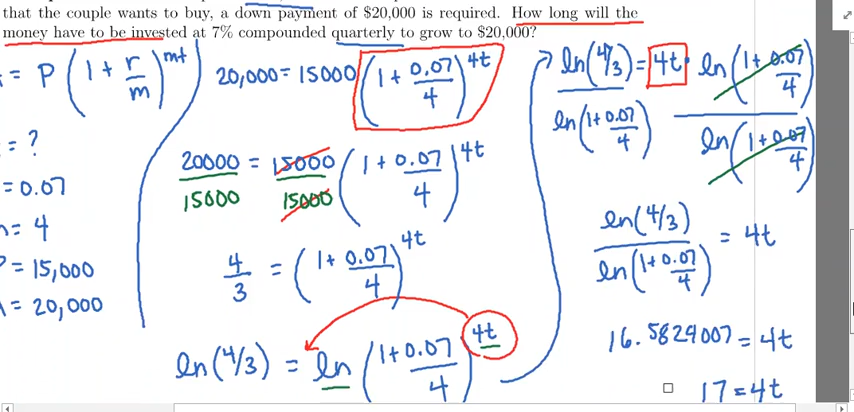 that the couple wants to buy, a down payment of $20,000 is required. How long will the
money have to be invested at 7% compounded quarterly to grow to $20,000?
= P(1 + r/m)^mt
= ?
= 0.07
= 4
= 15,000
= 20,000
20,000 = 15000(1 + 0.07/4)^4t
20000/15000 = 15000/15000 (1 + 0.07/4)^4t
4/3 = (1 + 0.07/4)^4t
ln(4/3) = ln(1 + 0.07/4)^4t
ln(4/3)/ln(1 + 0.07/4) = 4t · ln(1 + 0.07/4)/ln(1 + 0.07/4)
ln(4/3)/ln(1 + 0.07/4) = 4t
16.5829007 = 4t
17 = 4t